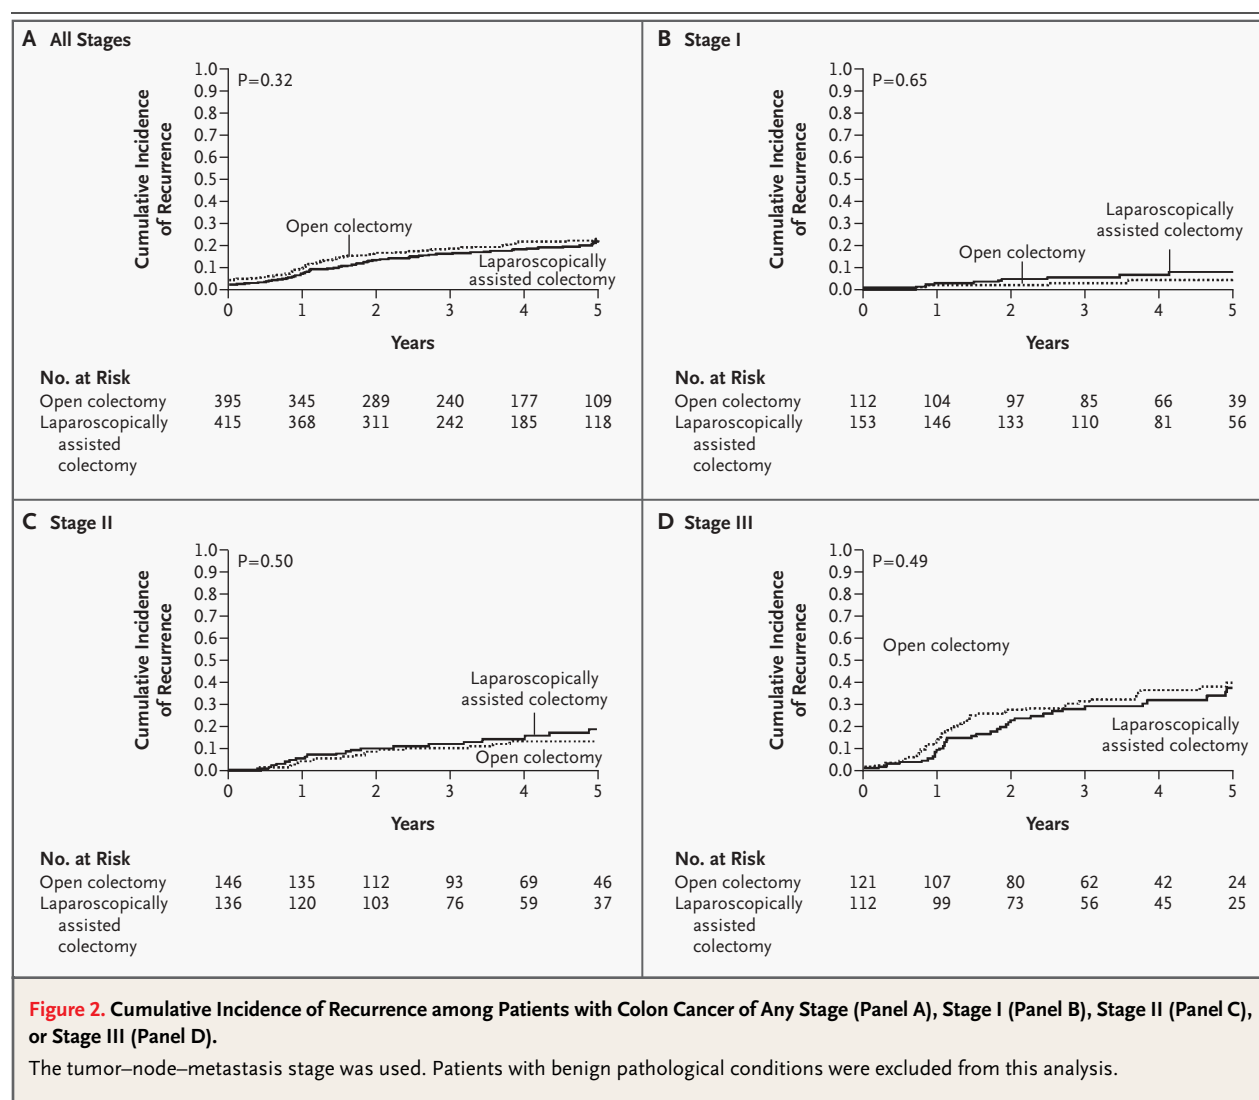 A All Stages
1.0
0.9
0.8
0.7
0.6
0.5
0.4
0.3
0.2
0.1
0.0
Cumulative Incidence
of Recurrence
P=0.32
Open colectomy
Laparoscopically
assisted colectomy
0 1 2 3 4 5
Years
No. at Risk
Open colectomy 395 345 289 240 177 109
Laparoscopically 415 368 311 242 185 118
assisted
colectomy
B Stage I
1.0
0.9
0.8
0.7
0.6
0.5
0.4
0.3
0.2
0.1
0.0
Cumulative Incidence
of Recurrence
P=0.65
Laparoscopically
assisted colectomy
Open colectomy
0 1 2 3 4 5
Years
No. at Risk
Open colectomy 112 104 97 85 66 39
Laparoscopically 153 146 133 110 81 56
assisted
colectomy
C Stage II
1.0
0.9
0.8
0.7
0.6
0.5
0.4
0.3
0.2
0.1
0.0
Cumulative Incidence
of Recurrence
P=0.50
Laparoscopically
assisted colectomy
Open colectomy
0 1 2 3 4 5
Years
No. at Risk
Open colectomy 146 135 112 93 69 46
Laparoscopically 136 120 103 76 59 37
assisted
colectomy
D Stage III
1.0
0.9
0.8
0.7
0.6
0.5
0.4
0.3
0.2
0.1
0.0
Cumulative Incidence
of Recurrence
P=0.49
Open colectomy
Laparoscopically
assisted colectomy
0 1 2 3 4 5
Years
No. at Risk
Open colectomy 121 107 80 62 42 24
Laparoscopically 112 99 73 56 45 25
assisted
colectomy
Figure 2. Cumulative Incidence of Recurrence among Patients with Colon Cancer of Any Stage (Panel A), Stage I (Panel B), Stage II (Panel C),
or Stage III (Panel D).
The tumor–node–metastasis stage was used. Patients with benign pathological conditions were excluded from this analysis.